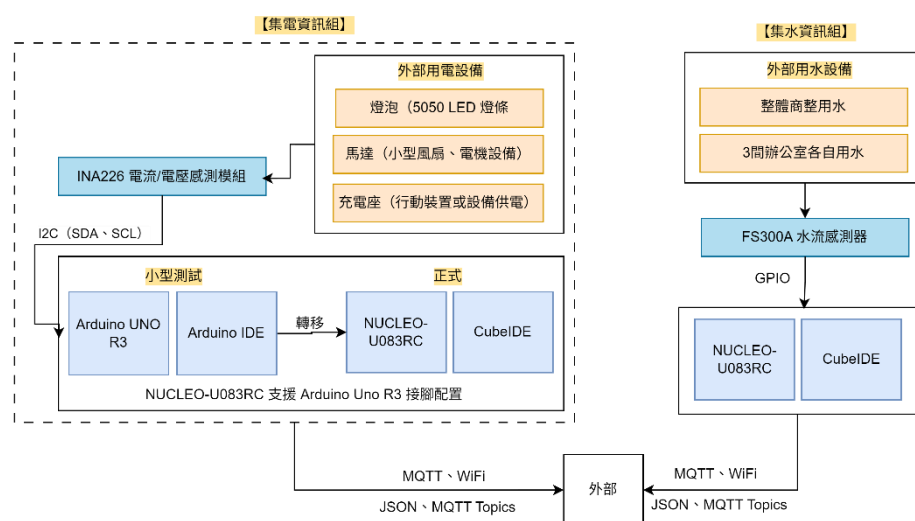 【集電資訊組】
外部用電設備
燈泡（5050 LED 燈條
馬達（小型風扇、電機設備）
充電座（行動裝置或設備供電）
INA226 電流/電壓感測模組
I2C（SDA、SCL）
小型測試
正式
Arduino UNO
R3
Arduino IDE
轉移
NUCLEO-
U083RC
CubeIDE
NUCLEO-U083RC 支援 Arduino Uno R3 接腳配置
MQTT、WiFi
JSON、MQTT Topics
外部
【集水資訊組】
外部用水設備
整體商整用水
3間辦公室各自用水
FS300A 水流感測器
GPIO
NUCLEO-
U083RC
CubeIDE
MQTT、WiFi
JSON、MQTT Topics